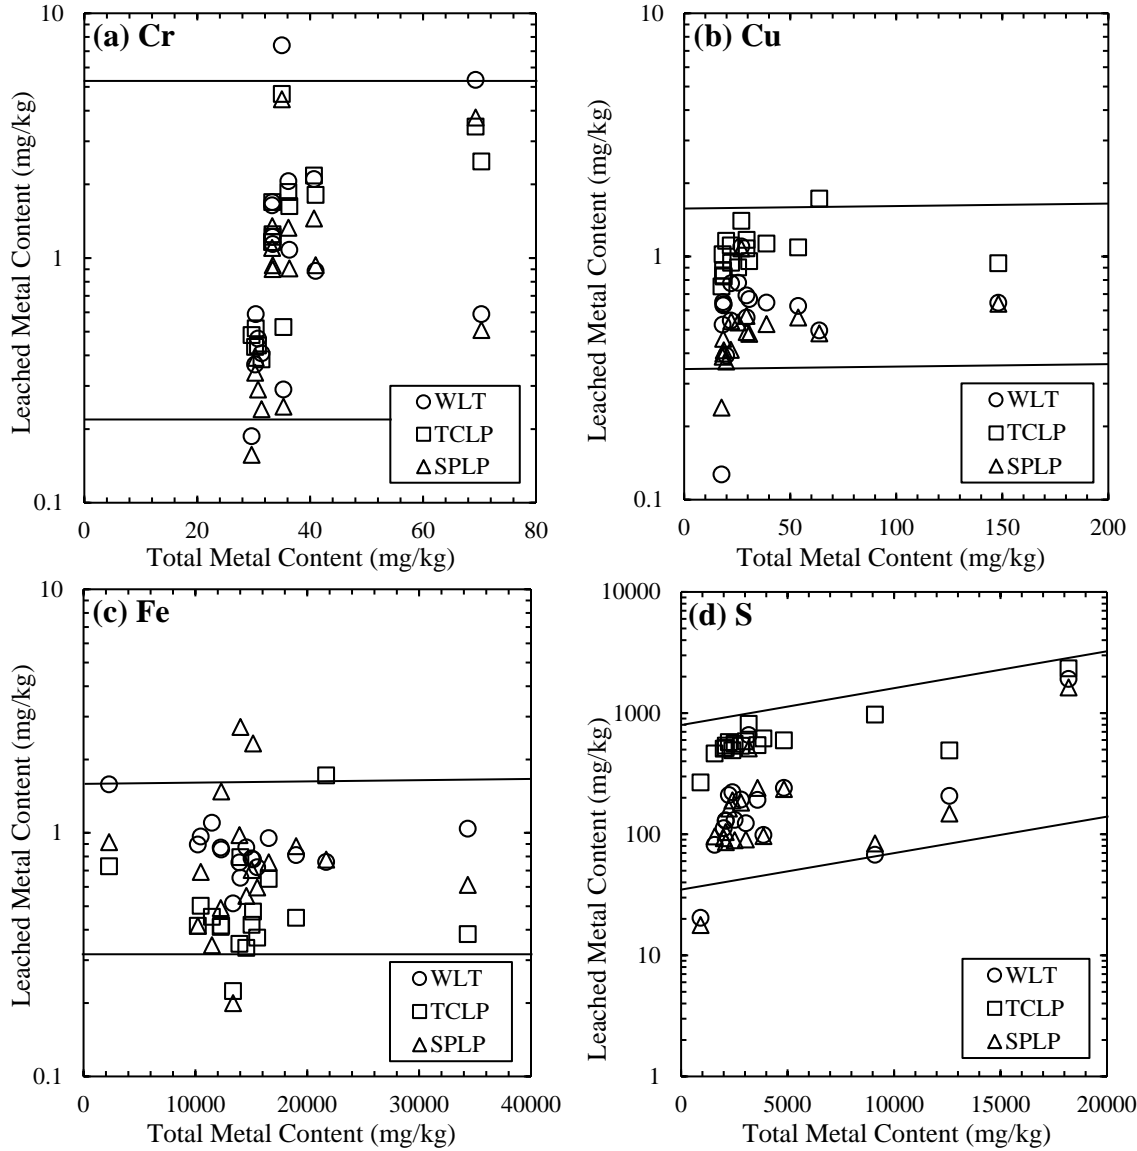 (a) Cr
10
1
0.1
Leached Metal Content (mg/kg)
WLT
TCLP
SPLP
0 20 40 60 80
Total Metal Content (mg/kg)
(b) Cu
10
1
0.1
Leached Metal Content (mg/kg)
WLT
TCLP
SPLP
0 50 100 150 200
Total Metal Content (mg/kg)
(c) Fe
10
1
0.1
Leached Metal Content (mg/kg)
WLT
TCLP
SPLP
0 10000 20000 30000 40000
Total Metal Content (mg/kg)
(d) S
10000
1000
100
10
1
Leached Metal Content (mg/kg)
WLT
TCLP
SPLP
0 5000 10000 15000 20000
Total Metal Content (mg/kg)